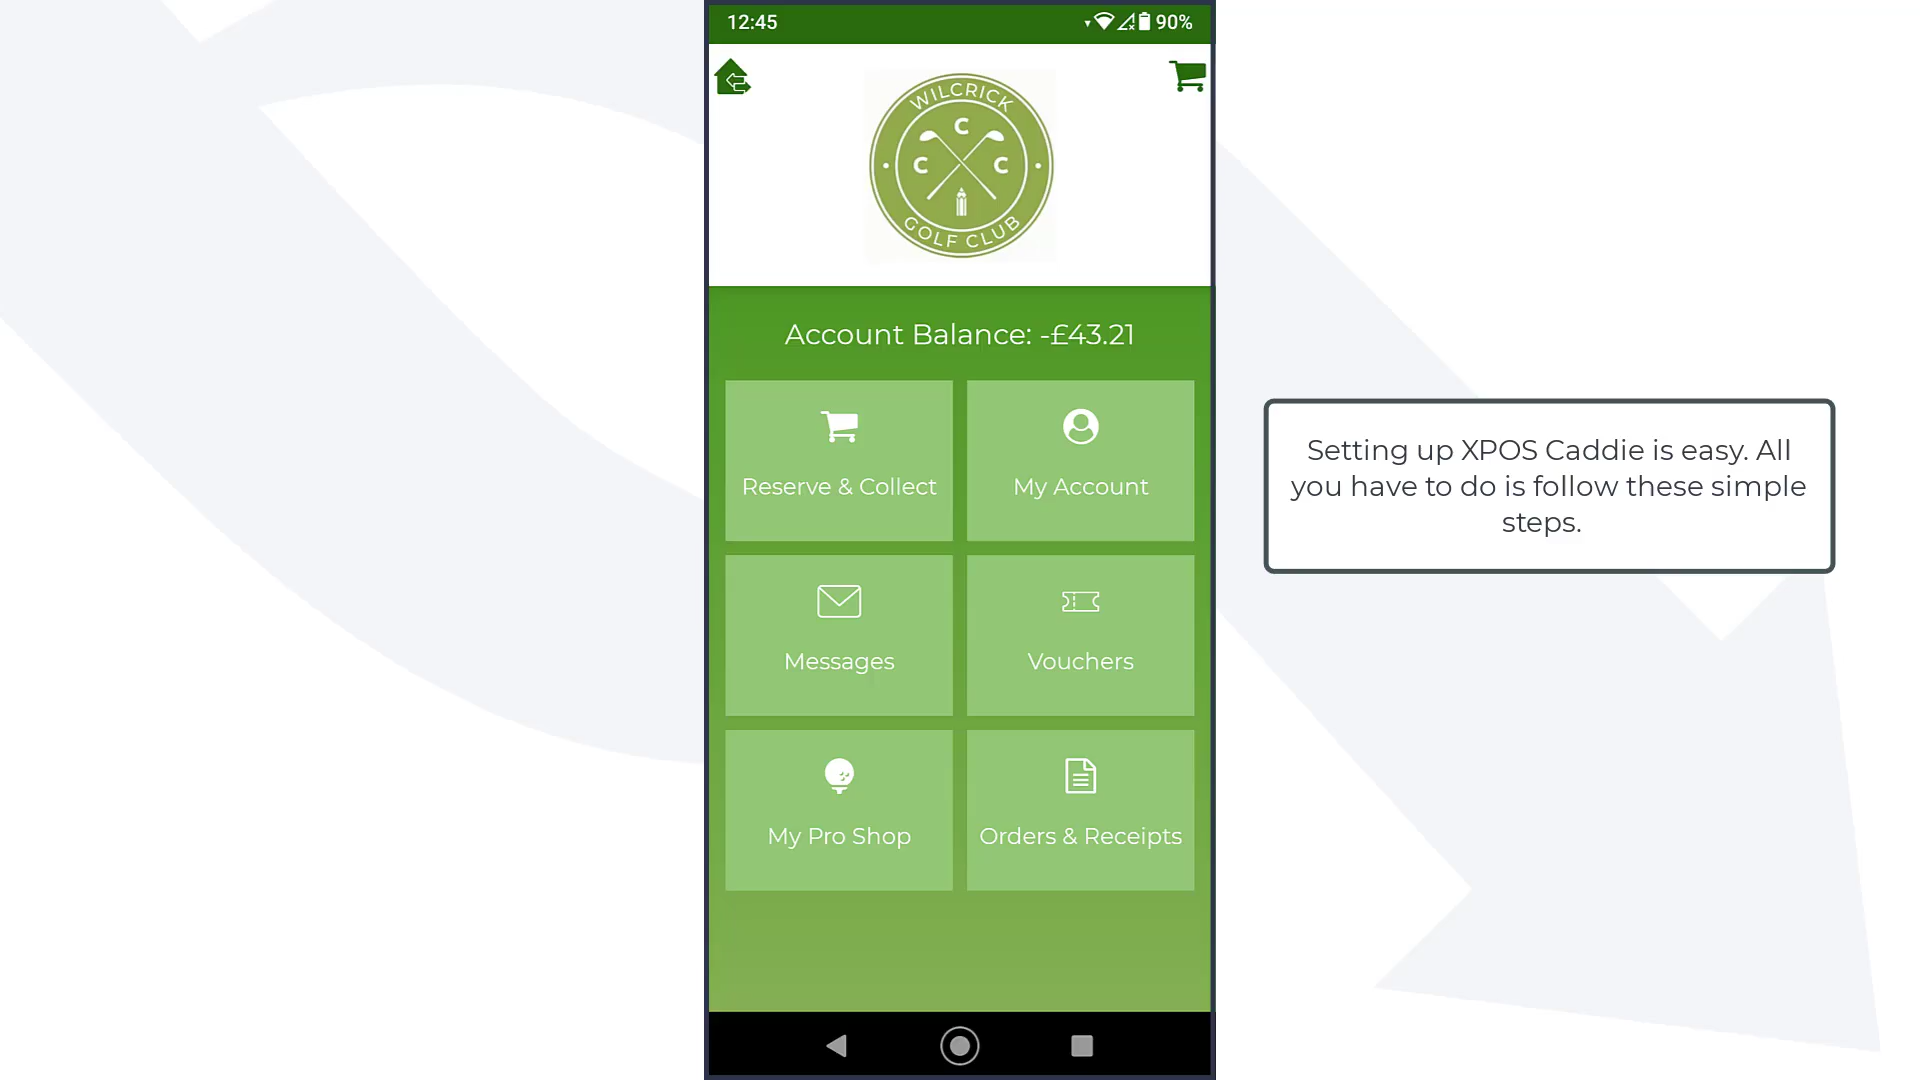 12:45
90%
WILCRICK
C
C C
GOLF CLUB
Account Balance: -£43.21
Reserve & Collect
My Account
Messages
Vouchers
My Pro Shop
Orders & Receipts
Setting up XPOS Caddie is easy. All
you have to do is follow these simple
steps.